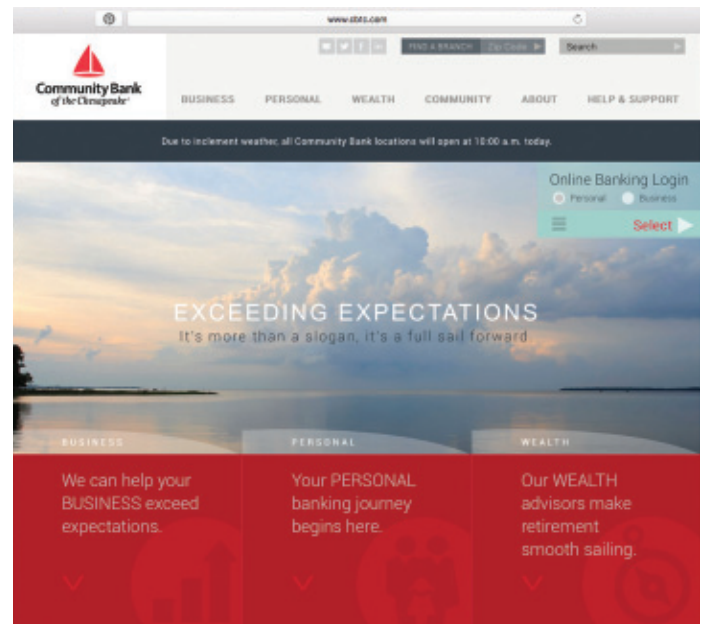 www.cbtc.com
FIND A BRANCH Zip Code
Search
Community Bank
of the Chesapeake
BUSINESS PERSONAL WEALTH COMMUNITY ABOUT HELP & SUPPORT
Due to inclement weather, all Community Bank locations will open at 10:00 a.m. today.
Online Banking Login
Personal Business
Select
EXCEEDING EXPECTATIONS
It's more than a slogan, it's a full sail forward
BUSINESS
We can help your
BUSINESS exceed
expectations.
PERSONAL
Your PERSONAL
banking journey
begins here.
WEALTH
Our WEALTH
advisors make
retirement
smooth sailing.